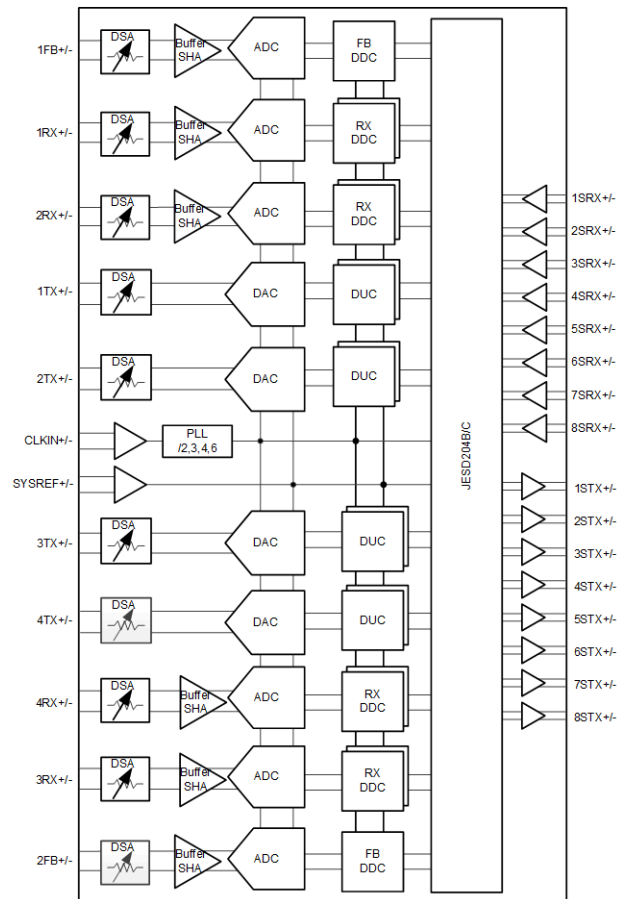 1FB+/-
DSA
Buffer
SHA
ADC
FB
DDC
1RX+/-
DSA
Buffer
SHA
ADC
RX
DDC
2RX+/-
DSA
Buffer
SHA
ADC
RX
DDC
1TX+/-
DSA
DAC
DUC
2TX+/-
DSA
DAC
DUC
CLKIN+/-
PLL
/2,3,4,6
SYSREF+/-
3TX+/-
DSA
DAC
DUC
4TX+/-
DSA
DAC
DUC
4RX+/-
DSA
Buffer
SHA
ADC
RX
DDC
3RX+/-
DSA
Buffer
SHA
ADC
RX
DDC
2FB+/-
DSA
Buffer
SHA
ADC
FB
DDC
JESD204B/C
1SRX+/-
2SRX+/-
3SRX+/-
4SRX+/-
5SRX+/-
6SRX+/-
7SRX+/-
8SRX+/-
1STX+/-
2STX+/-
3STX+/-
4STX+/-
5STX+/-
6STX+/-
7STX+/-
8STX+/-